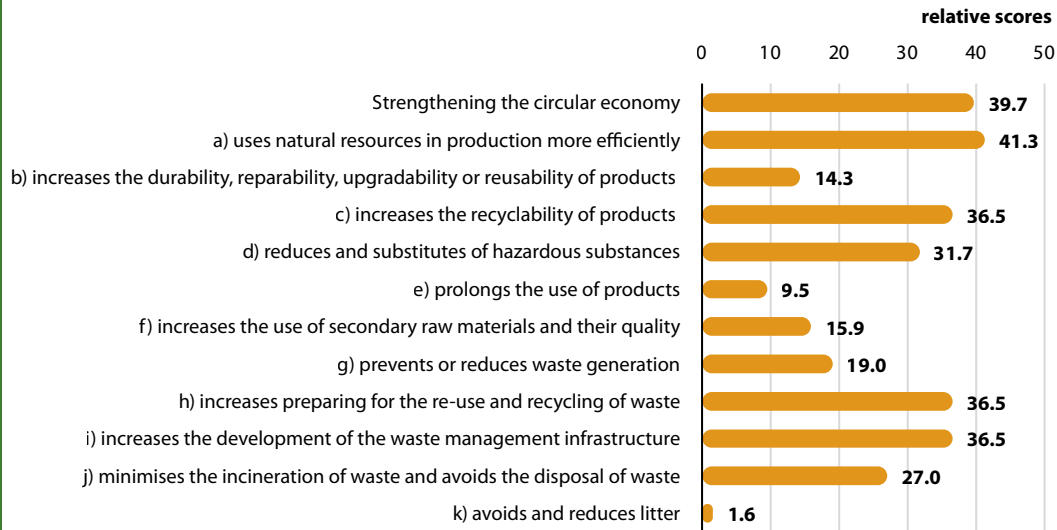 relative scores
0 10 20 30 40 50
Strengthening the circular economy 39.7
a) uses natural resources in production more efficiently 41.3
b) increases the durability, reparability, upgradability or reusability of products 14.3
c) increases the recyclability of products 36.5
d) reduces and substitutes of hazardous substances 31.7
e) prolongs the use of products 9.5
f) increases the use of secondary raw materials and their quality 15.9
g) prevents or reduces waste generation 19.0
h) increases preparing for the re-use and recycling of waste 36.5
i) increases the development of the waste management infrastructure 36.5
j) minimises the incineration of waste and avoids the disposal of waste 27.0
k) avoids and reduces litter 1.6